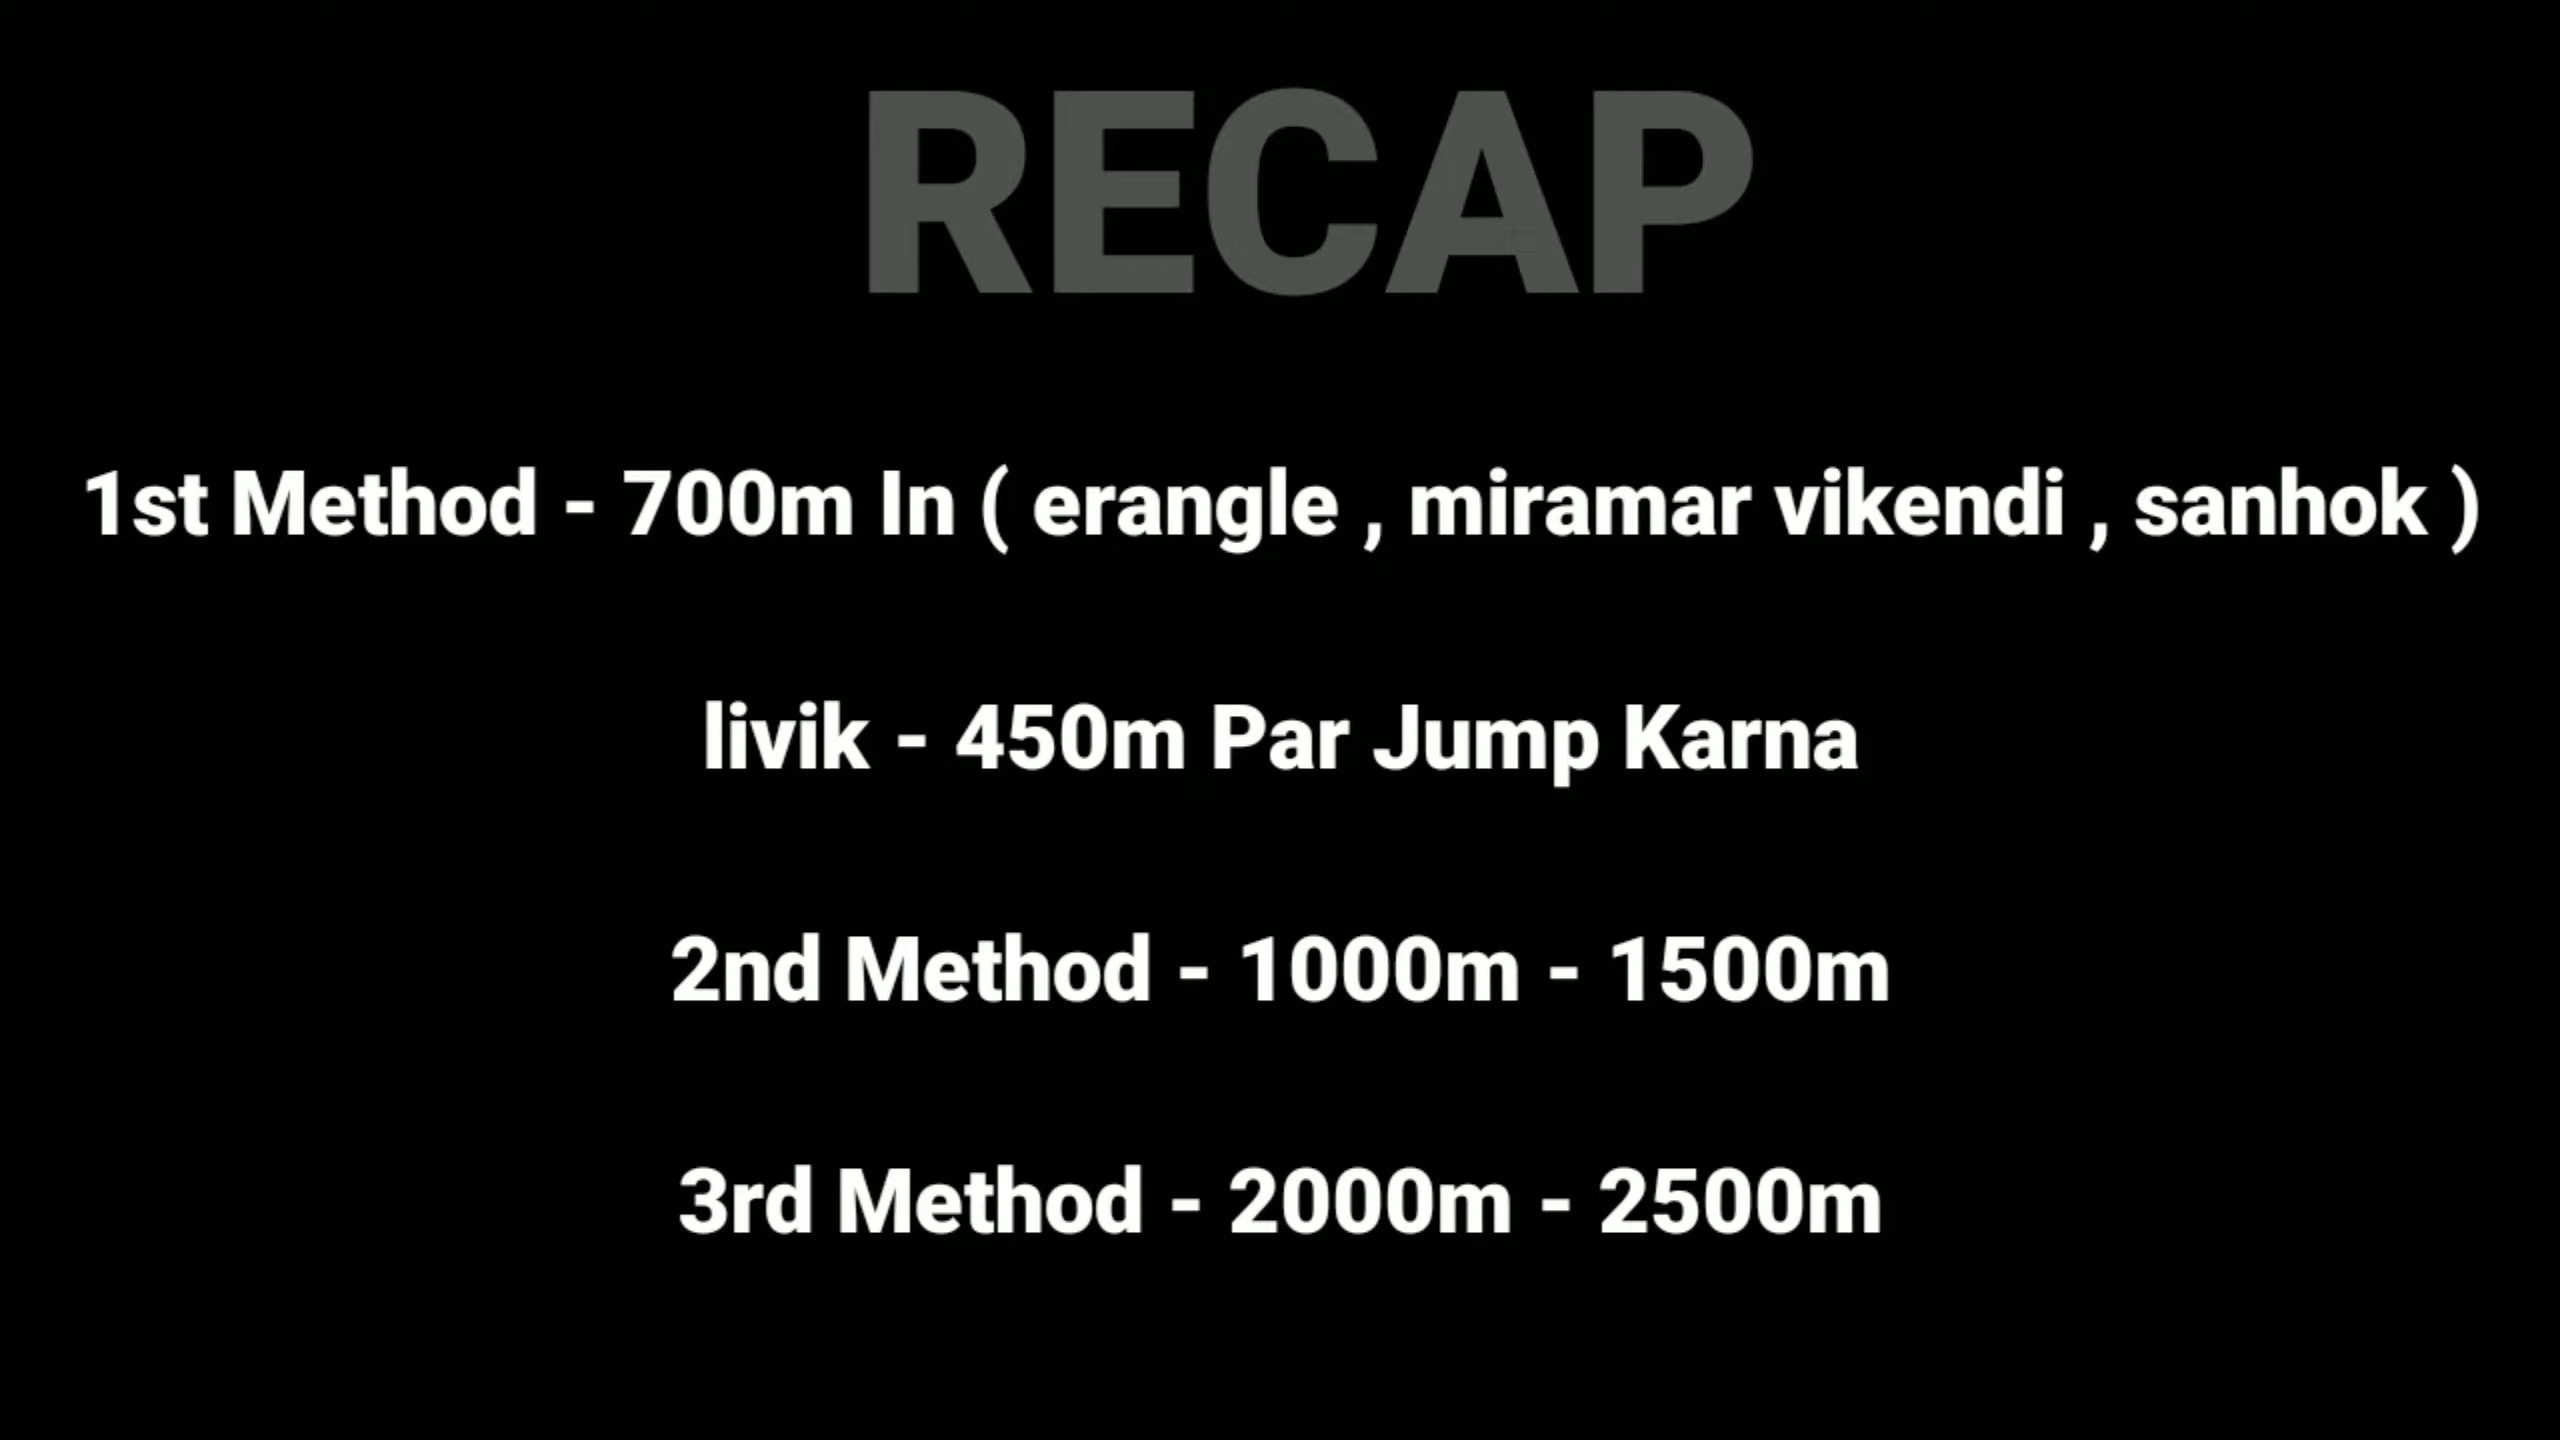 RECAP
1st Method - 700m In ( erangle , miramar vikendi , sanhok )
livik - 450m Par Jump Karna
2nd Method - 1000m - 1500m
3rd Method - 2000m - 2500m